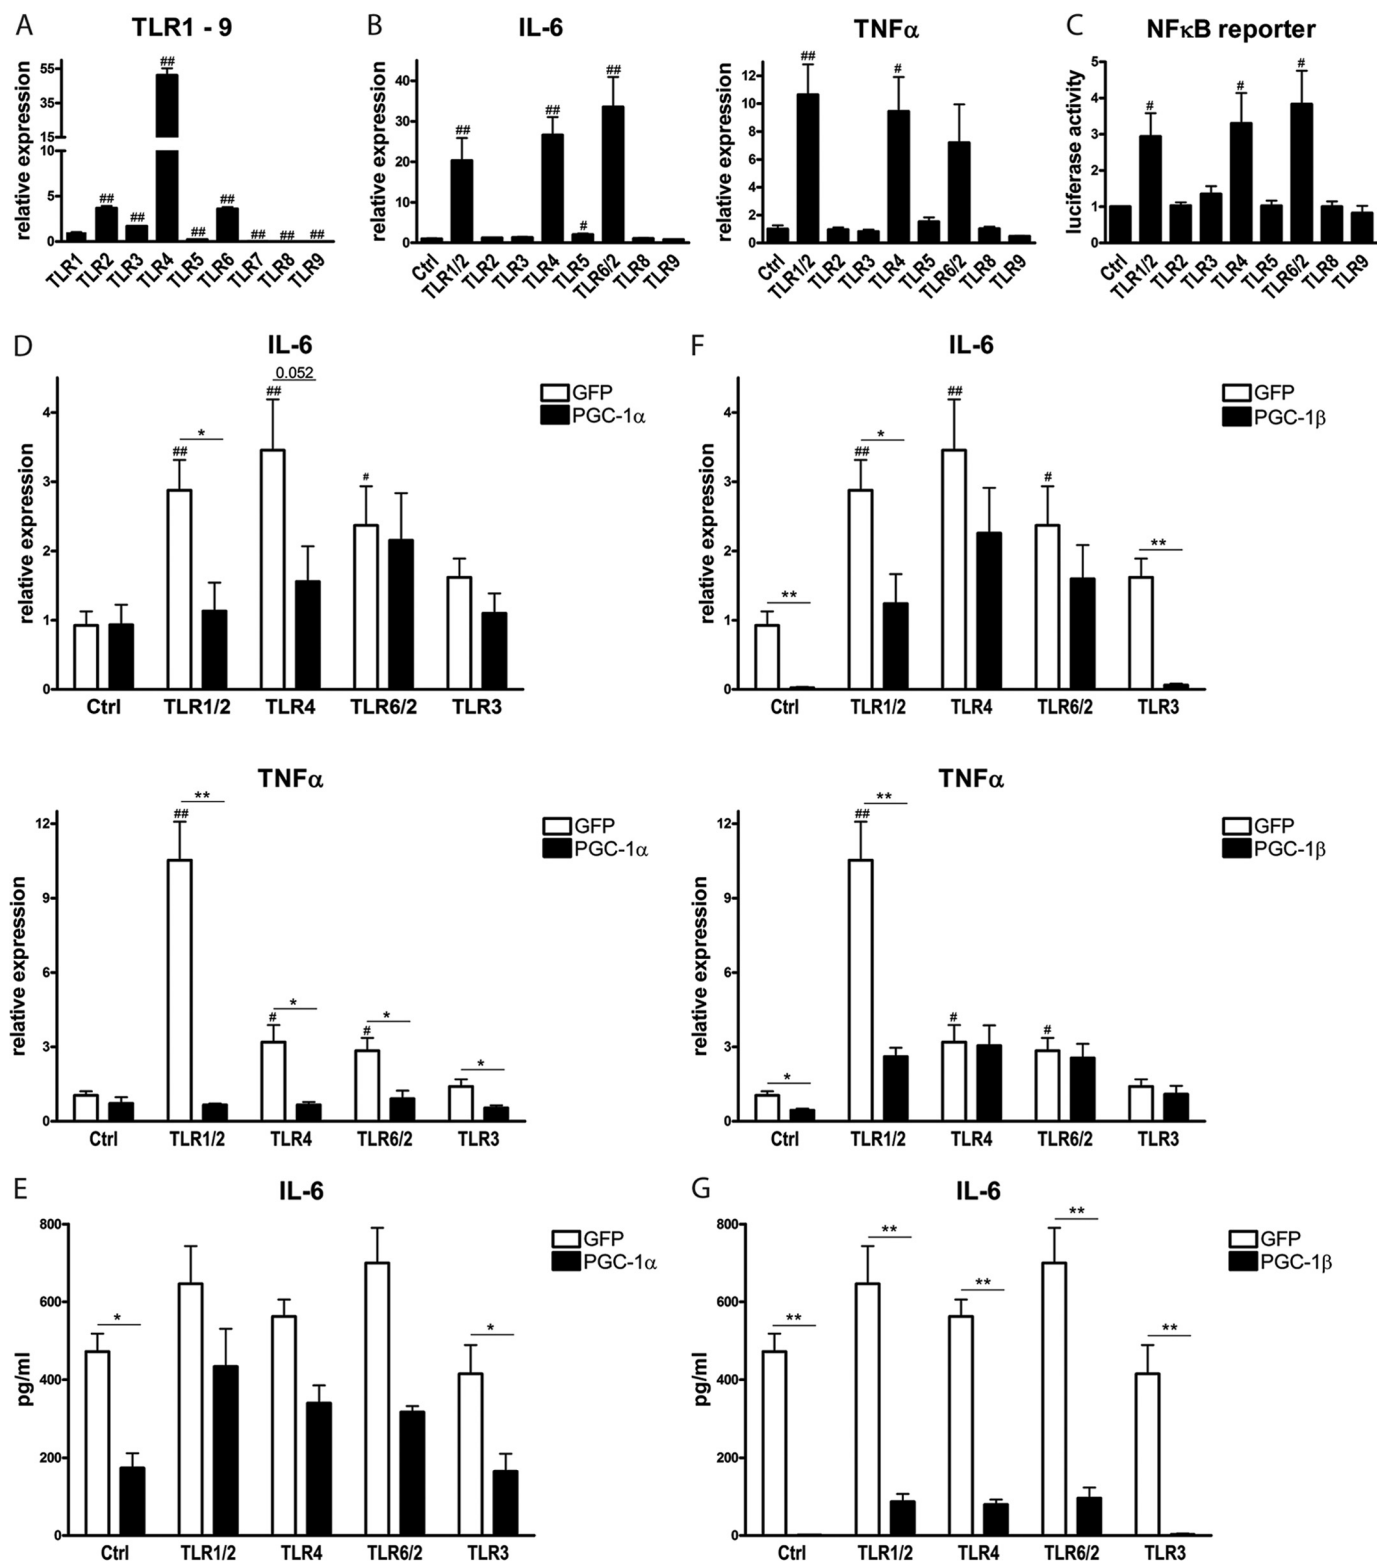 A
TLR1 - 9
relative expression
55
35
15
10
5
0
##
##
##
##
##
##
##
##
TLR1
TLR2
TLR3
TLR4
TLR5
TLR6
TLR7
TLR8
TLR9
B
IL-6
relative expression
40
30
20
10
0
##
##
#
##
Ctrl
TLR1/2
TLR2
TLR3
TLR4
TLR5
TLR6/2
TLR8
TLR9
TNFα
relative expression
12
10
8
6
4
2
0
##
#
Ctrl
TLR1/2
TLR2
TLR3
TLR4
TLR5
TLR6/2
TLR8
TLR9
C
NFκB reporter
luciferase activity
5
4
3
2
1
0
#
#
#
Ctrl
TLR1/2
TLR2
TLR3
TLR4
TLR5
TLR6/2
TLR8
TLR9
D
IL-6
relative expression
4
3
2
1
0
*
##
0.052
##
#
GFP
PGC-1α
Ctrl TLR1/2 TLR4 TLR6/2 TLR3
F
IL-6
relative expression
4
3
2
1
0
**
*
##
##
#
**
GFP
PGC-1β
Ctrl TLR1/2 TLR4 TLR6/2 TLR3
TNFα
relative expression
12
9
6
3
0
**
##
*
#
*
#
*
GFP
PGC-1α
Ctrl TLR1/2 TLR4 TLR6/2 TLR3
TNFα
relative expression
12
9
6
3
0
*
**
##
#
#
GFP
PGC-1β
Ctrl TLR1/2 TLR4 TLR6/2 TLR3
E
IL-6
pg/ml
800
600
400
200
0
*
*
GFP
PGC-1α
Ctrl TLR1/2 TLR4 TLR6/2 TLR3
G
IL-6
pg/ml
800
600
400
200
0
**
**
**
**
**
GFP
PGC-1β
Ctrl TLR1/2 TLR4 TLR6/2 TLR3